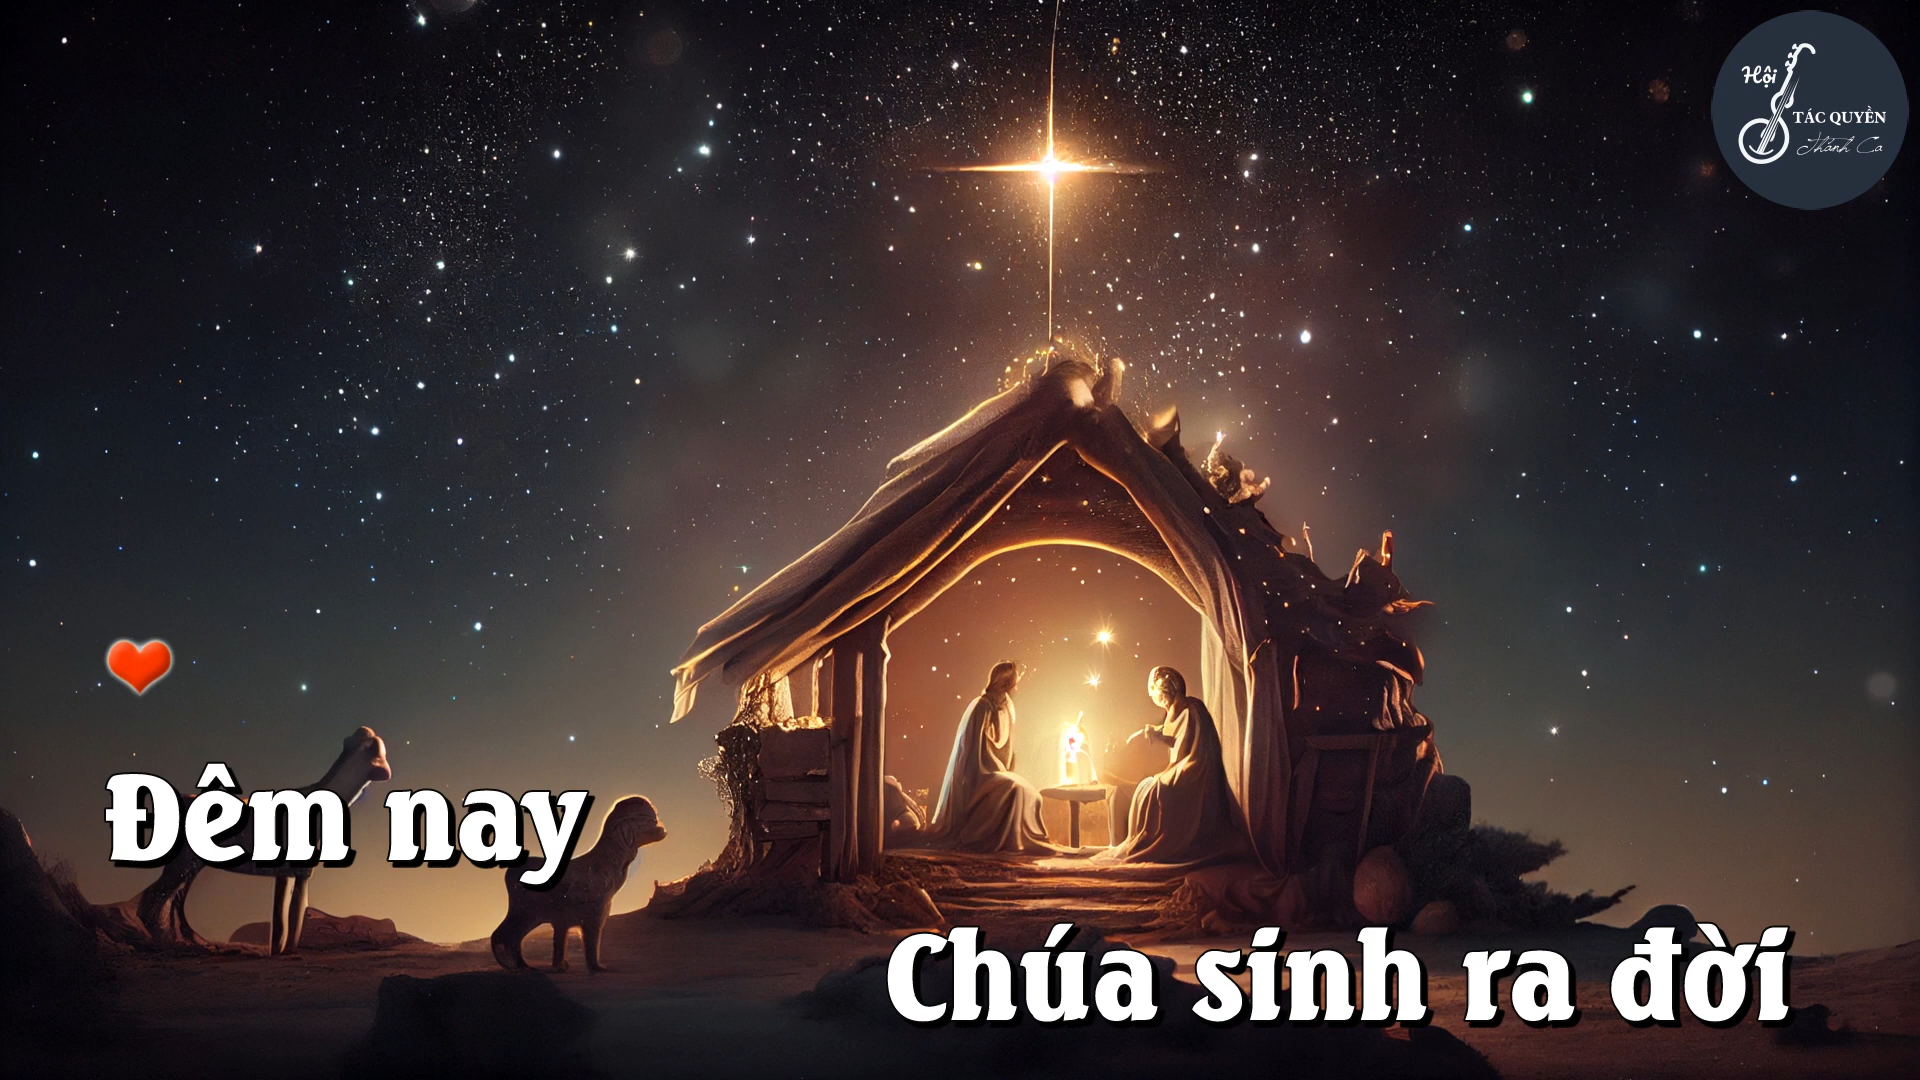 Hội
TÁC QUYỀN
Thánh Ca
Đêm nay
Chúa sinh ra đời